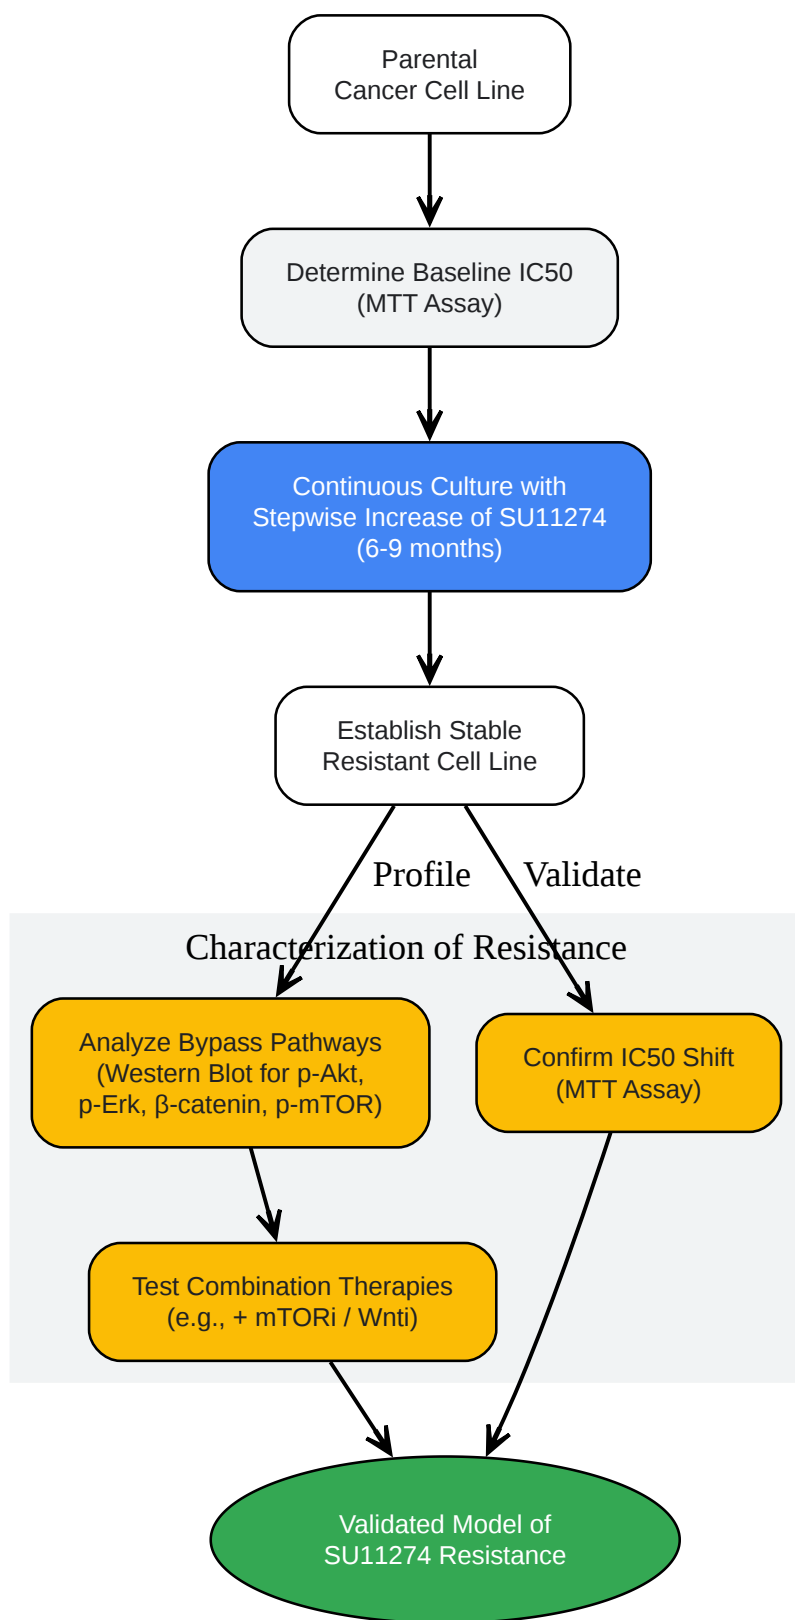 Parental
Cancer Cell Line
Determine Baseline IC50
(MTT Assay)
Continuous Culture with
Stepwise Increase of SU11274
(6-9 months)
Establish Stable
Resistant Cell Line
Profile
Validate
Characterization of Resistance
Analyze Bypass Pathways
(Western Blot for p-Akt,
p-Erk, β-catenin, p-mTOR)
Confirm IC50 Shift
(MTT Assay)
Test Combination Therapies
(e.g., + mTORi / Wnti)
Validated Model of
SU11274 Resistance